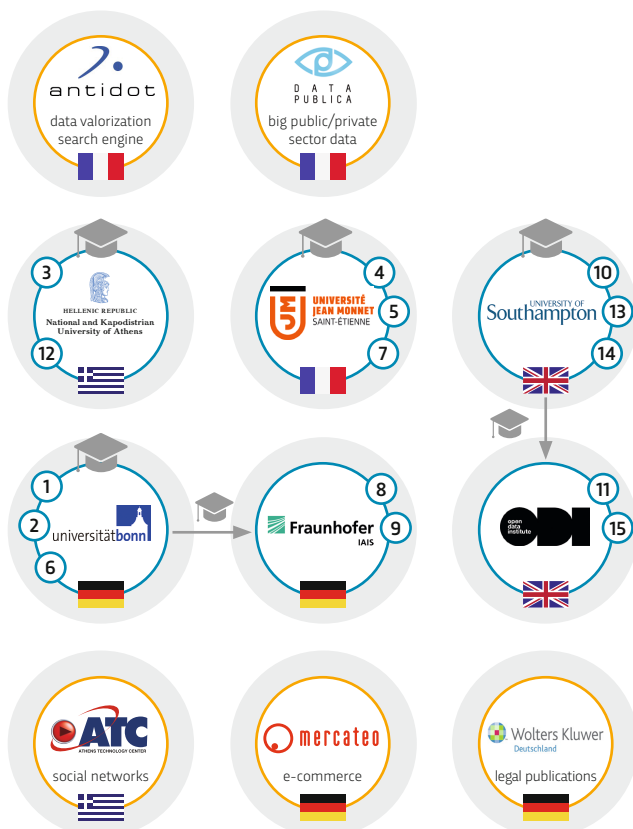 antidot
data valorization
search engine
DATA
PUBLICA
big public/private
sector data
3
HELLENIC REPUBLIC
National and Kapodistrian
University of Athens
12
4
UJM
UNIVERSITÉ
JEAN MONNET
SAINT-ÉTIENNE
5
7
10
UNIVERSITY OF
Southampton
13
14
1
2
universitätbonn
6
8
Fraunhofer
IAIS
9
11
open
data
institute
ODI
15
ATC
ATHENS TECHNOLOGY CENTER
social networks
mercateo
e-commerce
Wolters Kluwer
Deutschland
legal publications